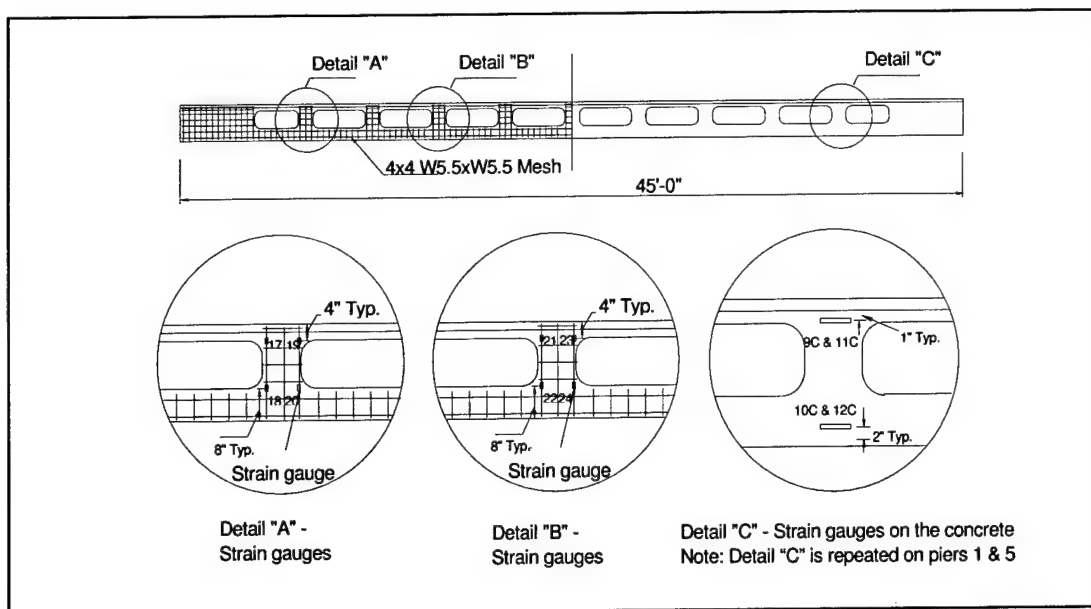 Detail "A"
Detail "B"
Detail "C"
4x4 W5.5xW5.5 Mesh
45'-0"
4" Typ.
17 19
18 20
8" Typ.
Strain gauge
4" Typ.
21 23
22 24
8" Typ.
Strain gauge
9C & 11C
1" Typ.
10C & 12C
2" Typ.
Detail "A" -
Strain gauges
Detail "B" -
Strain gauges
Detail "C" - Strain gauges on the concrete
Note: Detail "C" is repeated on piers 1 & 5